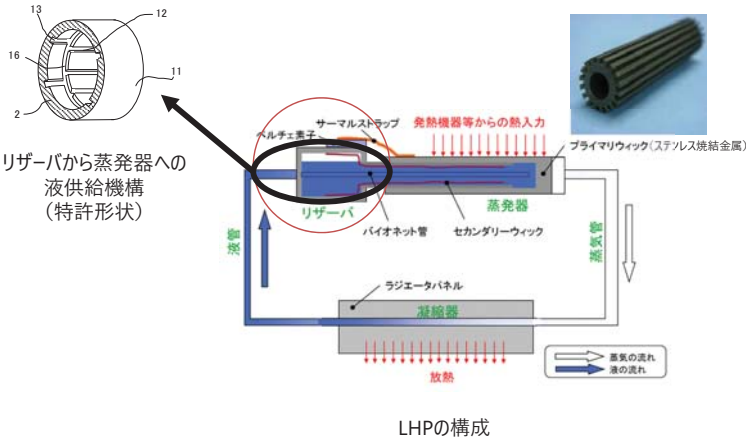 13
12
16
11
2
リザーバから蒸発器への
液供給機構
(特許形状)
ペルチェ素子
サーマルストラップ
発熱機器等からの熱入力
プライマリウィック(ステンレス焼結金属)
リザーバ
蒸発器
バイオネット管
セカンダリーウィック
液管
蒸気管
ラジエータパネル
凝縮器
放熱
蒸気の流れ
液の流れ
LHPの構成